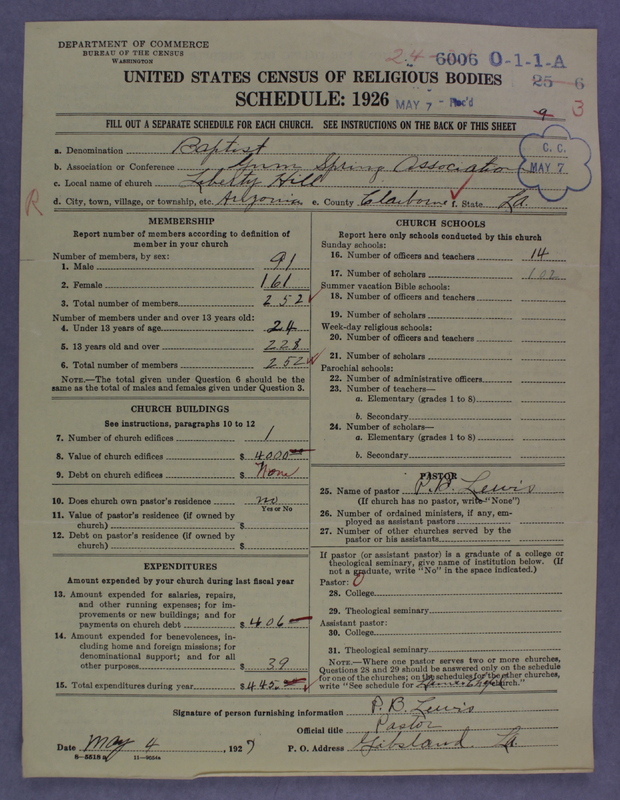 DEPARTMENT OF COMMERCE
BUREAU OF THE CENSUS
WASHINGTON
24 6006 0-1-1-A
25 6
UNITED STATES CENSUS OF RELIGIOUS BODIES
SCHEDULE: 1926
MAY 7 - Rec'd
9 3
FILL OUT A SEPARATE SCHEDULE FOR EACH CHURCH. SEE INSTRUCTIONS ON THE BACK OF THIS SHEET
C. C.
MAY 7
a. Denomination Baptist
b. Association or Conference Gum Spring Association
c. Local name of church Liberty Hill
d. City, town, village, or township, etc. Arizonia e. County Claiborne f. State La.
R
MEMBERSHIP
Report number of members according to definition of
member in your church
Number of members, by sex:
1. Male 91
2. Female 161
3. Total number of members 252
Number of members under and over 13 years old:
4. Under 13 years of age 24
5. 13 years old and over 228
6. Total number of members 252
NOTE.—The total given under Question 6 should be the
same as the total of males and females given under Question 3.
CHURCH BUILDINGS
See instructions, paragraphs 10 to 12
7. Number of church edifices 1
8. Value of church edifices $ 4000
9. Debt on church edifices $ None
10. Does church own pastor's residence no
Yes or No
11. Value of pastor's residence (if owned by
church) $
12. Debt on pastor's residence (if owned by
church) $
EXPENDITURES
Amount expended by your church during last fiscal year
13. Amount expended for salaries, repairs,
and other running expenses; for im-
provements or new buildings; and for
payments on church debt $ 406
14. Amount expended for benevolences, in-
cluding home and foreign missions; for
denominational support; and for all
other purposes $ 39
15. Total expenditures during year $ 445
CHURCH SCHOOLS
Report here only schools conducted by this church
Sunday schools:
16. Number of officers and teachers 14
17. Number of scholars 102
Summer vacation Bible schools:
18. Number of officers and teachers
19. Number of scholars
Week-day religious schools:
20. Number of officers and teachers
21. Number of scholars
Parochial schools:
22. Number of administrative officers
23. Number of teachers—
a. Elementary (grades 1 to 8)
b. Secondary
24. Number of scholars—
a. Elementary (grades 1 to 8)
b. Secondary
PASTOR
25. Name of pastor P. B. Lewis
(If church has no pastor, write "None")
26. Number of ordained ministers, if any, em-
ployed as assistant pastors
27. Number of other churches served by the
pastor or his assistants
If pastor (or assistant pastor) is a graduate of a college or
theological seminary, give name of institution below. (If
not a graduate, write "No" in the space indicated.)
Pastor: 0
28. College
29. Theological seminary
Assistant pastor:
30. College
31. Theological seminary
NOTE.—Where one pastor serves two or more churches,
Questions 28 and 29 should be answered only on the schedule
for one of the churches; on the schedules for the other churches,
write "See schedule for church."
Signature of person furnishing information P. B. Lewis
Official title Pastor
Date May 4, 1927 P. O. Address Gibsland La.
8—5518a 11—9054a